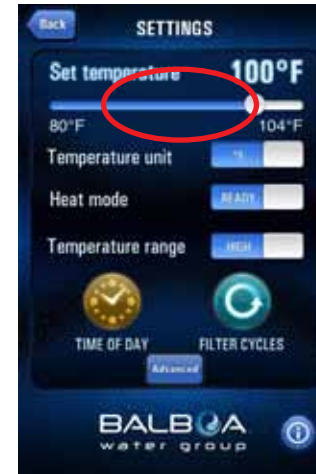 Back SETTINGS
Set temperature 100°F
80°F 104°F
Temperature unit °F
Heat mode READY
Temperature range HIGH
TIME OF DAY FILTER CYCLES
Advanced
BALBOA
water group